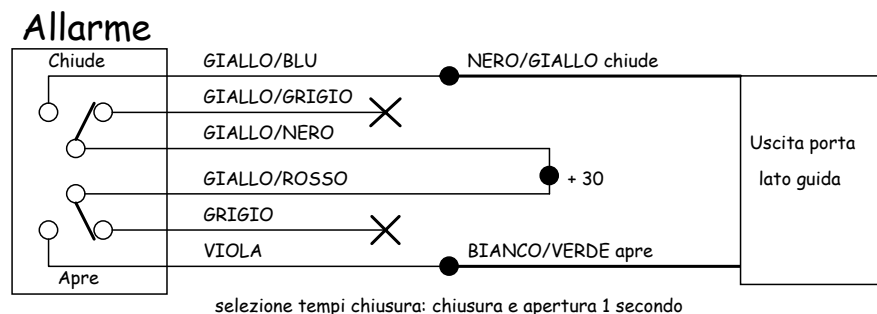 Allarme
Chiude
GIALLO/BLU
NERO/GIALLO chiude
GIALLO/GRIGIO
GIALLO/NERO
Uscita porta
lato guida
+ 30
GIALLO/ROSSO
GRIGIO
VIOLA
BIANCO/VERDE apre
Apre
selezione tempi chiusura: chiusura e apertura 1 secondo